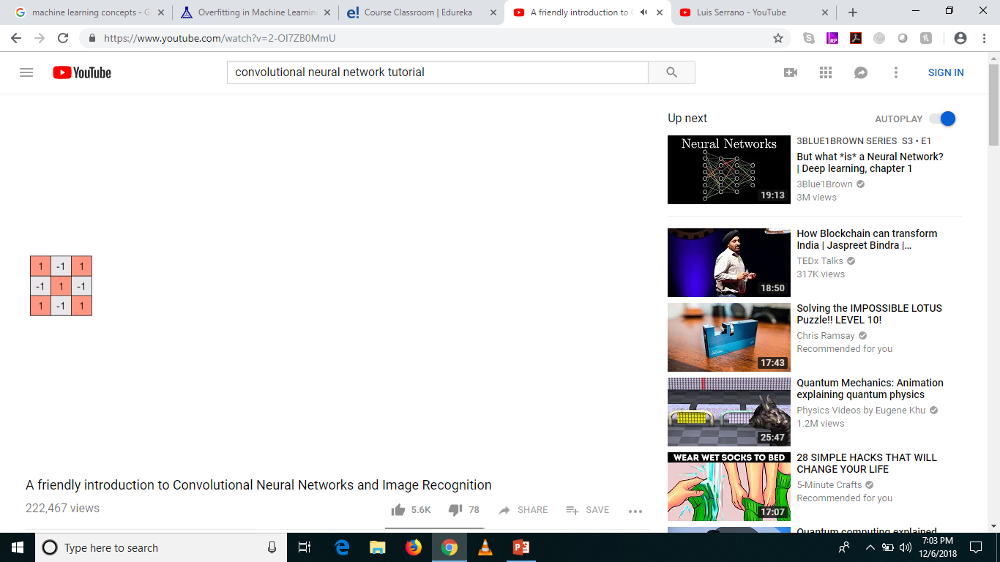 machine learning concepts - G
Overfitting in Machine Learnin
Course Classroom | Edureka
A friendly introduction to C
Luis Serrano - YouTube
https://www.youtube.com/watch?v=2-Ol7ZB0MmU
YouTube
convolutional neural network tutorial
SIGN IN
Up next
AUTOPLAY
Neural Networks
19:13
3BLUE1BROWN SERIES S3 • E1
But what *is* a Neural Network?
| Deep learning, chapter 1
3Blue1Brown
3M views
18:50
How Blockchain can transform
India | Jaspreet Bindra |...
TEDx Talks
317K views
17:43
Solving the IMPOSSIBLE LOTUS
Puzzle!! LEVEL 10!
Chris Ramsay
Recommended for you
25:47
Quantum Mechanics: Animation
explaining quantum physics
Physics Videos by Eugene Khu
1.2M views
WEAR WET SOCKS TO BED
17:07
28 SIMPLE HACKS THAT WILL
CHANGE YOUR LIFE
5-Minute Crafts
Recommended for you
Quantum computing explained
1 -1 1
-1 1 -1
1 -1 1
A friendly introduction to Convolutional Neural Networks and Image Recognition
222,467 views
5.6K
78
SHARE
SAVE
Type here to search
7:03 PM
12/6/2018